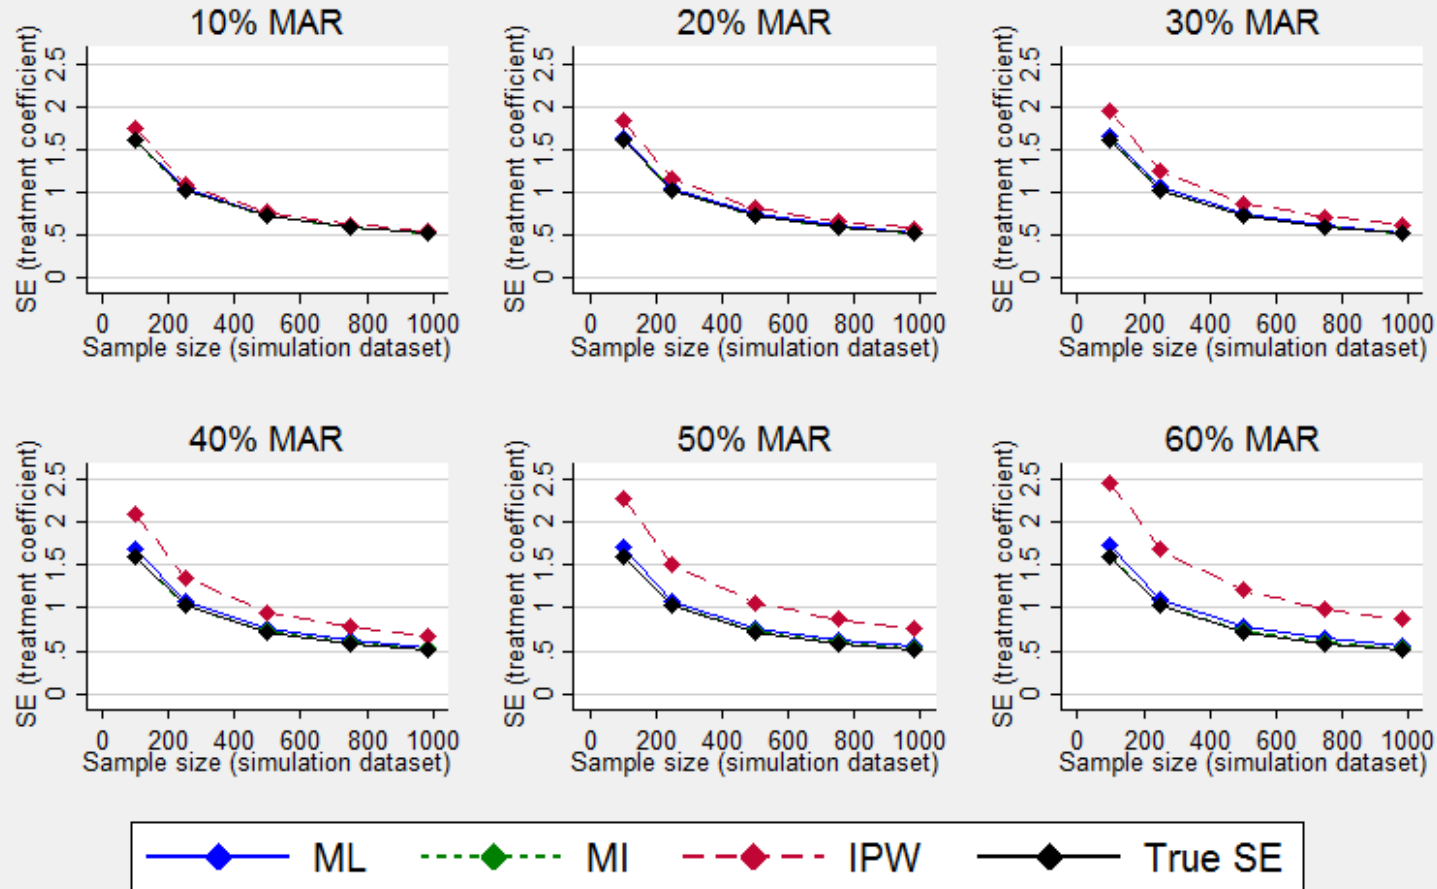 10% MAR
20% MAR
30% MAR
SE (treatment coefficient)
0 .5 1 1.5 2 2.5
0 200 400 600 800 1000
Sample size (simulation dataset)
SE (treatment coefficient)
0 .5 1 1.5 2 2.5
0 200 400 600 800 1000
Sample size (simulation dataset)
SE (treatment coefficient)
0 .5 1 1.5 2 2.5
0 200 400 600 800 1000
Sample size (simulation dataset)
40% MAR
50% MAR
60% MAR
SE (treatment coefficient)
0 .5 1 1.5 2 2.5
0 200 400 600 800 1000
Sample size (simulation dataset)
SE (treatment coefficient)
0 .5 1 1.5 2 2.5
0 200 400 600 800 1000
Sample size (simulation dataset)
SE (treatment coefficient)
0 .5 1 1.5 2 2.5
0 200 400 600 800 1000
Sample size (simulation dataset)
ML MI IPW True SE